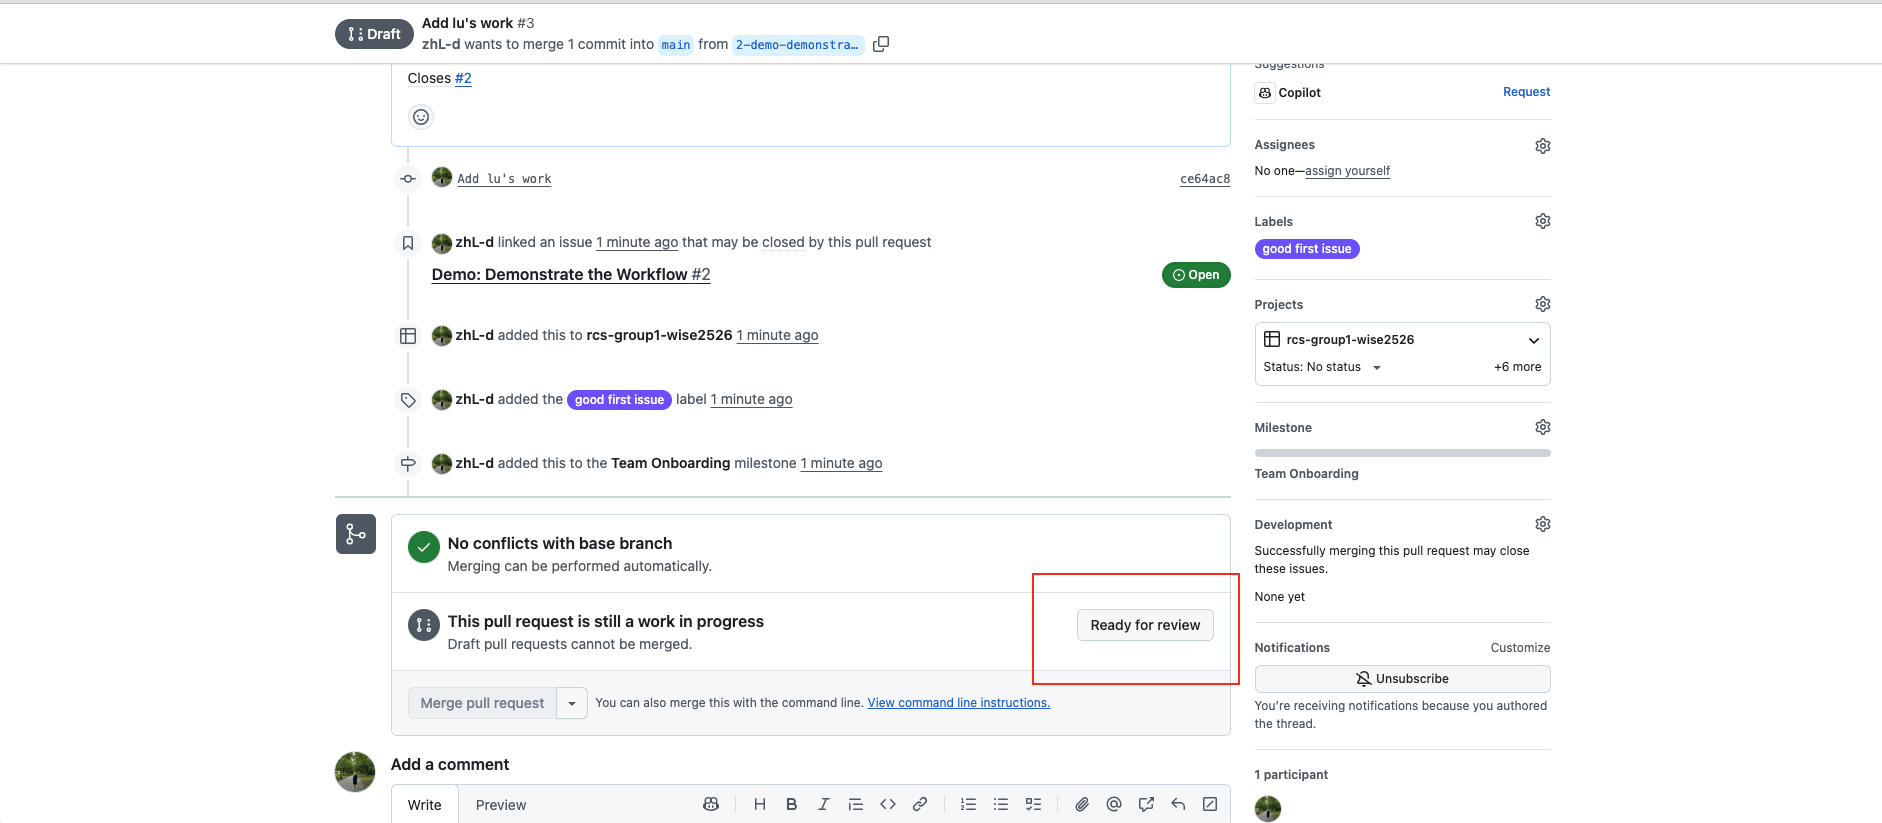 Draft
Add lu's work #3
zhL-d wants to merge 1 commit into main from 2-demo-demonstra…
Closes #2
Add lu's work
ce64ac8
zhL-d linked an issue 1 minute ago that may be closed by this pull request
Demo: Demonstrate the Workflow #2
Open
zhL-d added this to rcs-group1-wise2526 1 minute ago
zhL-d added the good first issue label 1 minute ago
zhL-d added this to the Team Onboarding milestone 1 minute ago
No conflicts with base branch
Merging can be performed automatically.
This pull request is still a work in progress
Draft pull requests cannot be merged.
Ready for review
Merge pull request
You can also merge this with the command line. View command line instructions.
Add a comment
Write
Preview
Suggestions
Copilot
Request
Assignees
No one—assign yourself
Labels
good first issue
Projects
rcs-group1-wise2526
Status: No status
+6 more
Milestone
Team Onboarding
Development
Successfully merging this pull request may close
these issues.
None yet
Notifications
Customize
Unsubscribe
You're receiving notifications because you authored
the thread.
1 participant